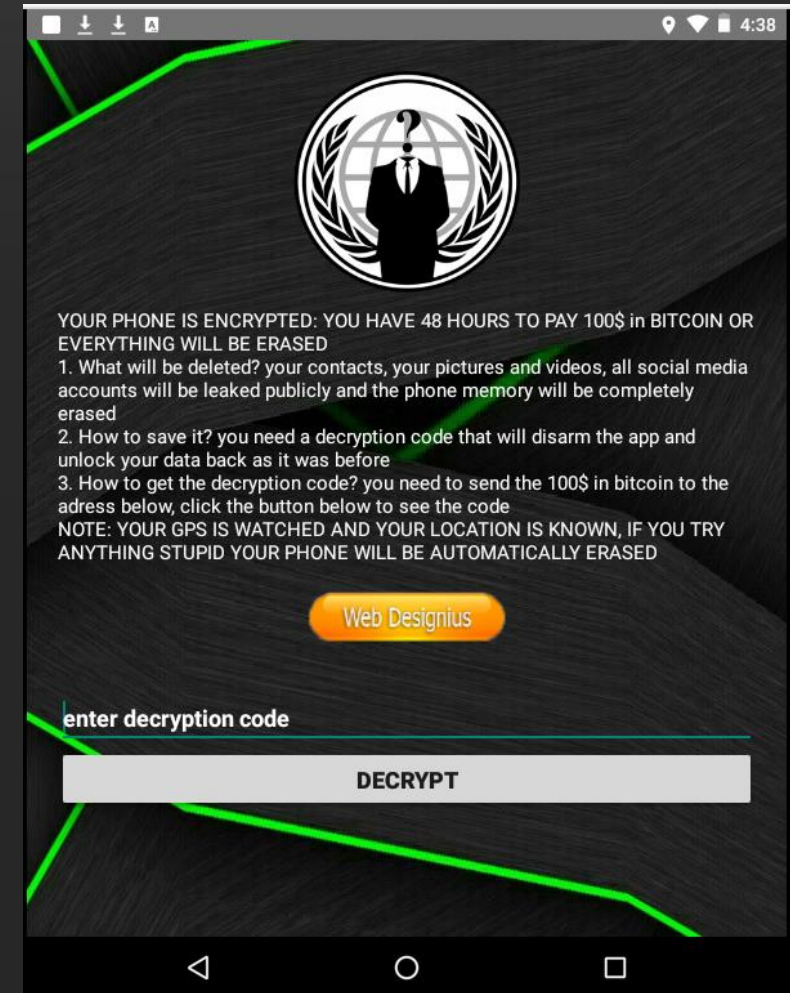 4:38
?
YOUR PHONE IS ENCRYPTED: YOU HAVE 48 HOURS TO PAY 100$ in BITCOIN OR
EVERYTHING WILL BE ERASED
1. What will be deleted? your contacts, your pictures and videos, all social media
accounts will be leaked publicly and the phone memory will be completely
erased
2. How to save it? you need a decryption code that will disarm the app and
unlock your data back as it was before
3. How to get the decryption code? you need to send the 100$ in bitcoin to the
adress below, click the button below to see the code
NOTE: YOUR GPS IS WATCHED AND YOUR LOCATION IS KNOWN, IF YOU TRY
ANYTHING STUPID YOUR PHONE WILL BE AUTOMATICALLY ERASED
Web Designius
enter decryption code
DECRYPT